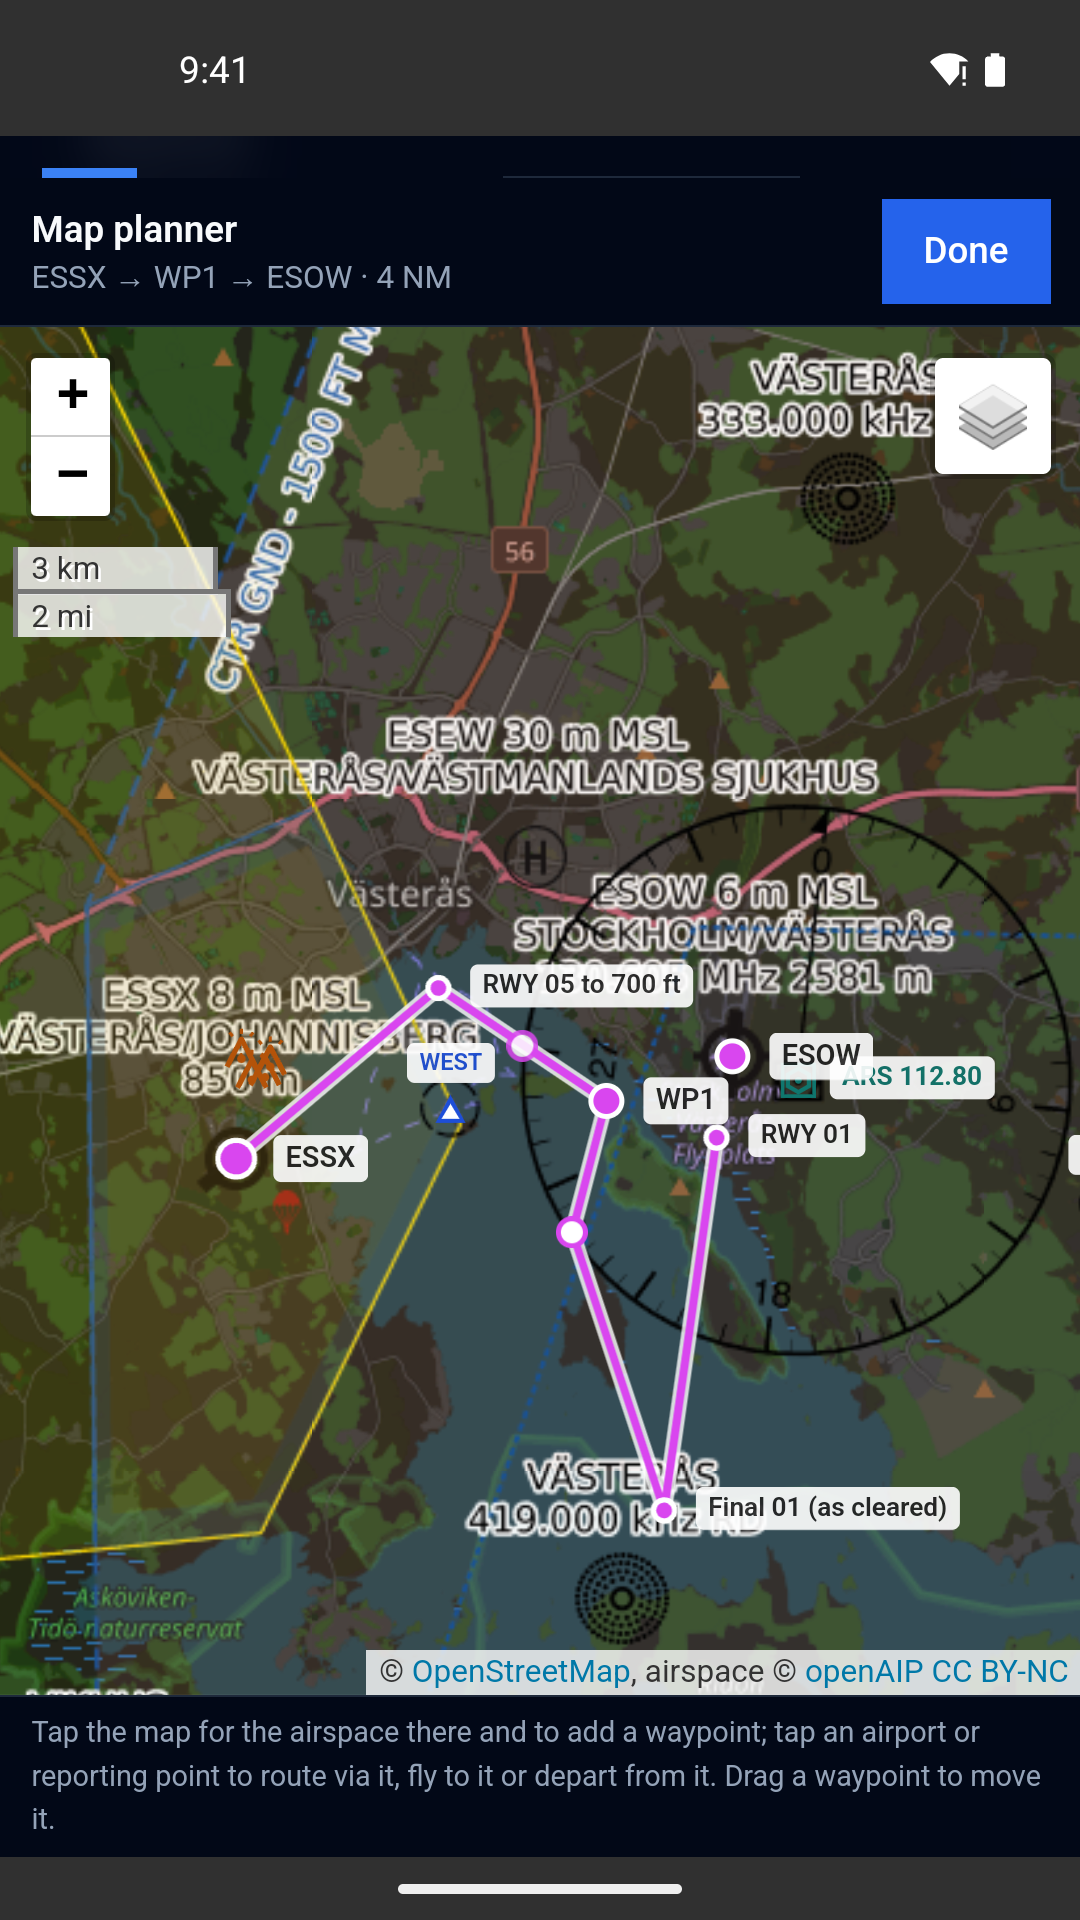 9:41
Map planner
ESSX → WP1 → ESOW · 4 NM
Done
+
−
3 km
2 mi
CTR GND - 1500 FT M
VÄSTERÅS
333.000 kHz
56
ESEW 30 m MSL
VÄSTERÅS/VÄSTMANLANDS SJUKHUS
H
0
Västerås
ESOW 6 m MSL
STOCKHOLM/VÄSTERÅS
MHz 2581 m
RWY 05 to 700 ft
ESSX 8 m MSL
VÄSTERÅS/JOHANNISBERG
WEST
27
ESOW
ARS 112.80
WP1
RWY 01
ESSX
18
VÄSTERÅS
419.000 kHz
Final 01 (as cleared)
Asköviken-
Tidö naturreservat
© OpenStreetMap, airspace © openAIP CC BY-NC
Tap the map for the airspace there and to add a waypoint; tap an airport or
reporting point to route via it, fly to it or depart from it. Drag a waypoint to move
it.